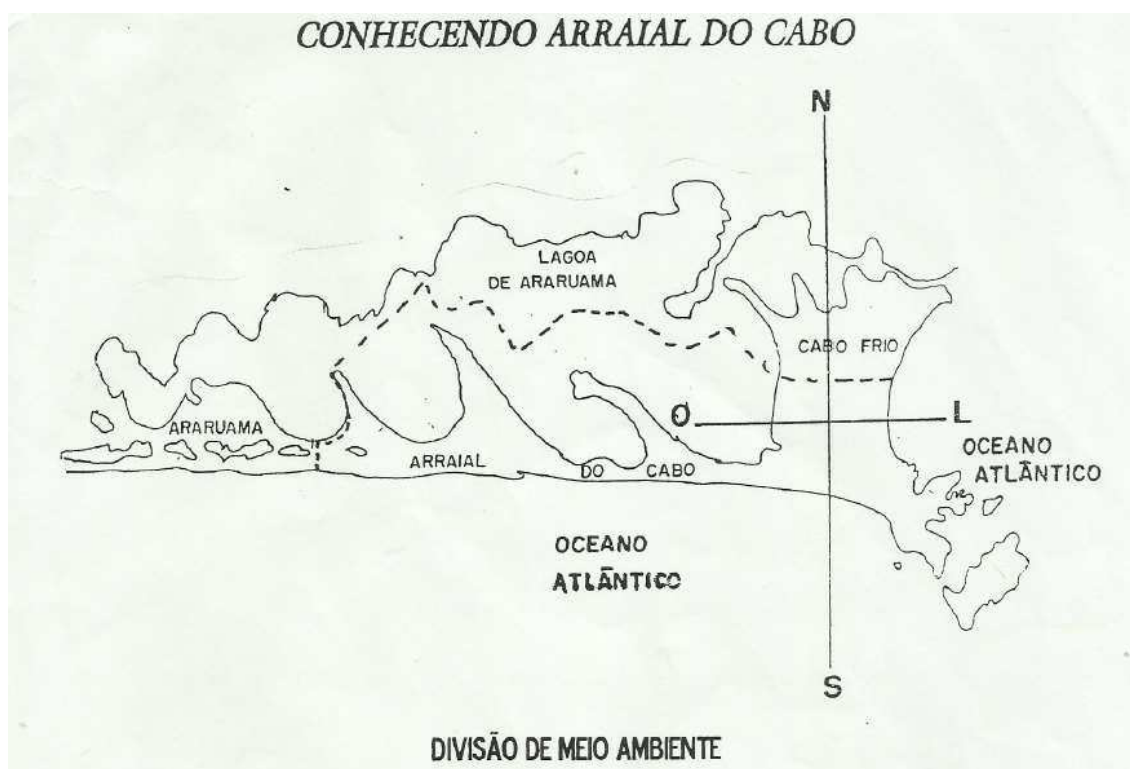 CONHECENDO ARRAIAL DO CABO
N
LAGOA
DE ARARUAMA
CABO FRIO
O
L
ARARUAMA
OCEANO
ATLÂNTICO
ARRAIAL DO CABO
OCEANO
ATLÂNTICO
S
DIVISÃO DE MEIO AMBIENTE